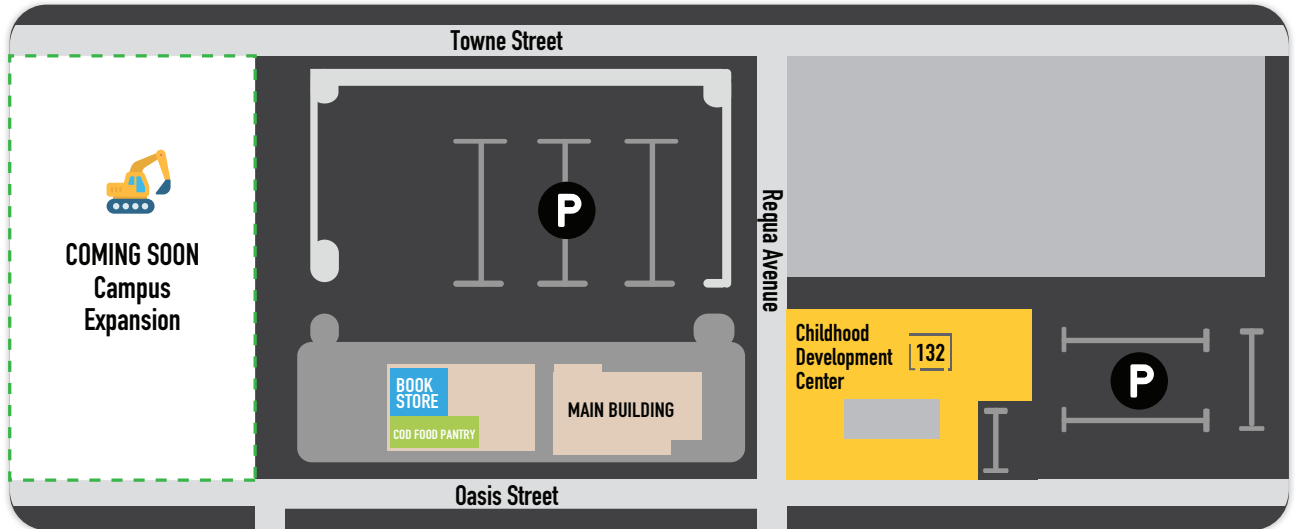 Towne Street
COMING SOON
Campus
Expansion
P
Requa Avenue
Childhood
Development
Center
132
P
BOOK
STORE
COD FOOD PANTRY
MAIN BUILDING
Oasis Street